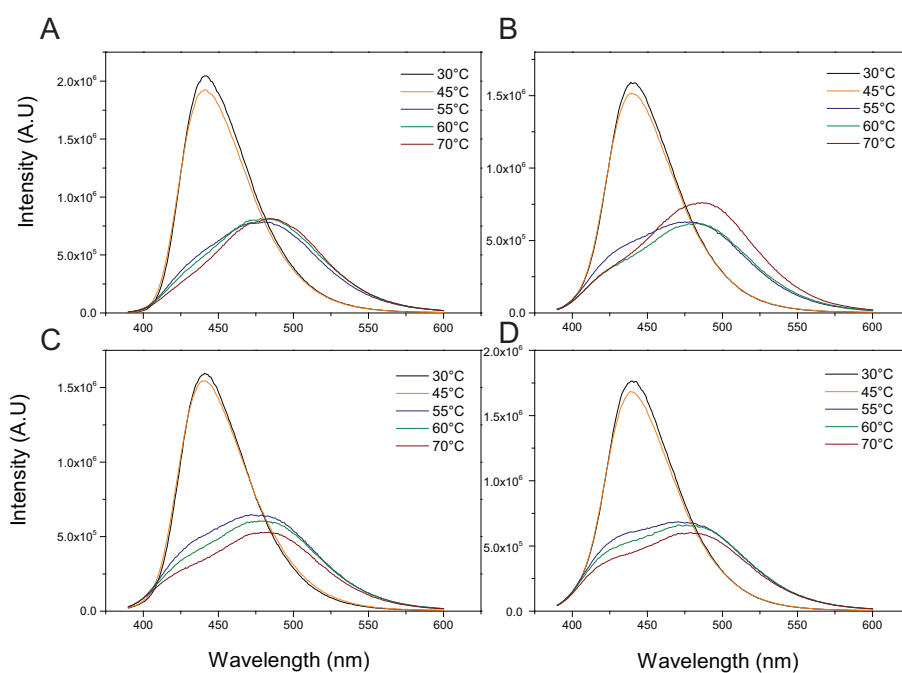 A
Intensity (A.U)
2.0x10⁶
1.5x10⁶
1.0x10⁶
5.0x10⁵
0.0
400 450 500 550 600
30°C
45°C
55°C
60°C
70°C
B
1.5x10⁶
1.0x10⁶
5.0x10⁵
0.0
400 450 500 550 600
30°C
45°C
55°C
60°C
70°C
C
Intensity (A.U)
1.5x10⁶
1.0x10⁶
5.0x10⁵
0.0
400 450 500 550 600
Wavelength (nm)
30°C
45°C
55°C
60°C
70°C
D
2.0x10⁶
1.5x10⁶
1.0x10⁶
5.0x10⁵
0.0
400 450 500 550 600
Wavelength (nm)
30°C
45°C
55°C
60°C
70°C